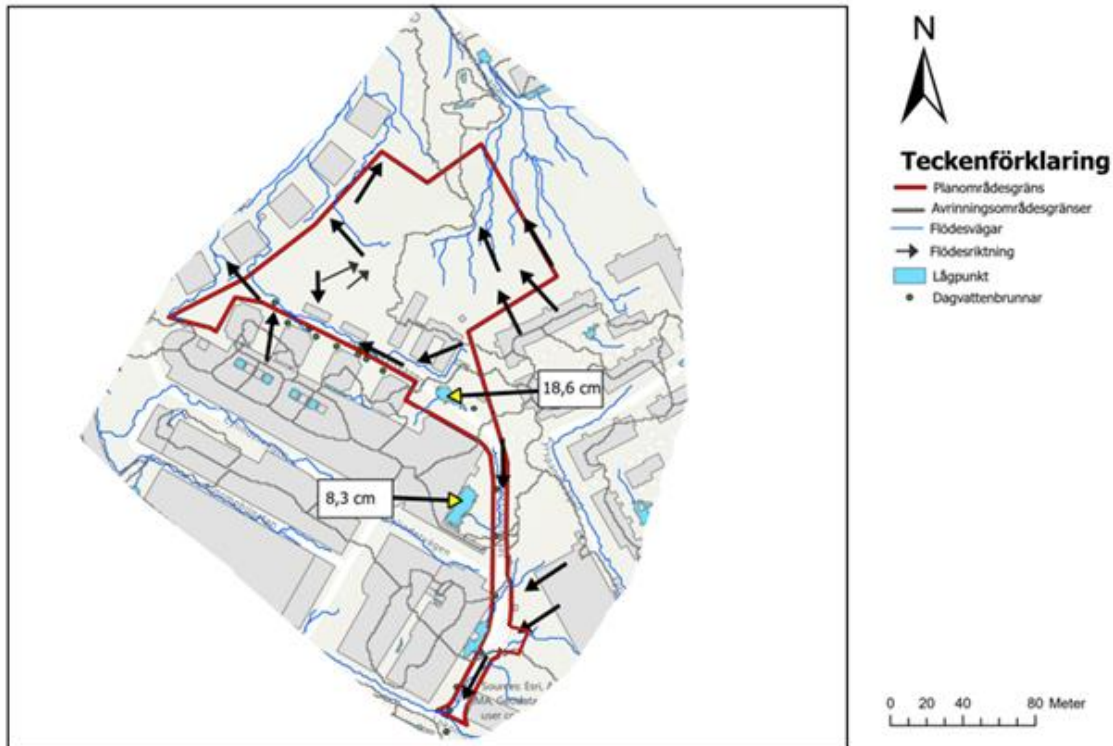 N
Teckenförklaring
Planområdesgräns
Avrinningsområdesgränser
Flödesvägar
Flödesriktning
Lågpunkt
Dagvattenbrunnar
18,6 cm
8,3 cm
Sources: Esri,
user
0 20 40 80 Meter